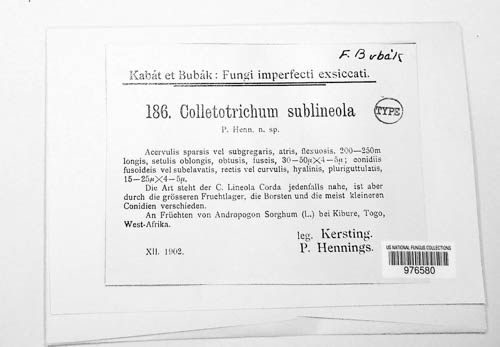 F. Bubák
Kabát et Bubák: Fungi imperfecti exsiccati.
186. Colletotrichum sublineola
TYPE
P. Henn. n. sp.
Acervulis sparsis vel subgregariis, atris, flexuosis, 200—250m
longis, setulis oblongis, obtusis, fuscis, 30—50µ×4—5µ; conidiis
fusoideis vel subclavatis, rectis vel curvulis, hyalinis, pluriguttulatis,
15—25µ×4—5µ.
Die Art steht der C. Lineola Corda jedenfalls nahe, ist aber
durch die grösseren Fruchtlager, die Borsten und die meist kleineren
Conidien verschieden.
An Früchten von Andropogon Sorghum (L.) bei Kibure, Togo,
West-Afrika.
leg. Kersting.
XII. 1902.
P. Hennings.
US NATIONAL FUNGUS COLLECTIONS
976580